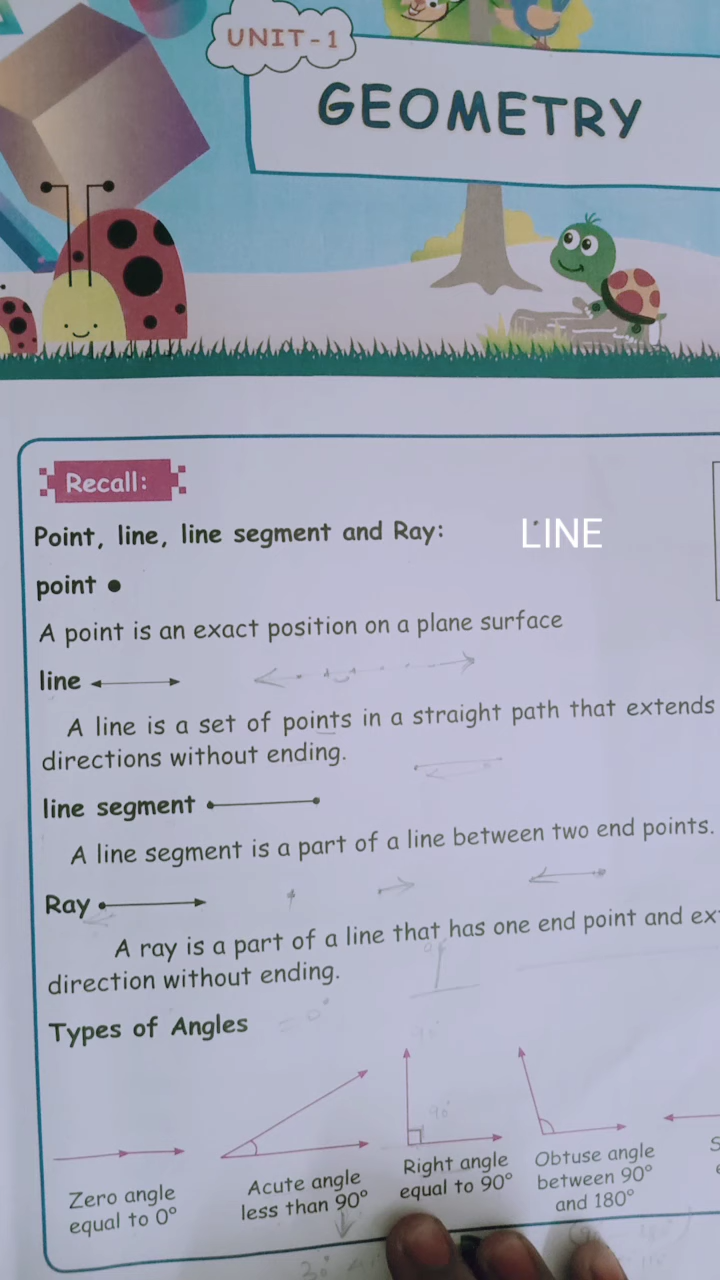 UNIT-1
GEOMETRY
Recall:
Point, line, line segment and Ray:
LINE
point
A point is an exact position on a plane surface
line
A line is a set of points in a straight path that extends
directions without ending.
line segment
A line segment is a part of a line between two end points.
Ray
A ray is a part of a line that has one end point and ex
direction without ending.
Types of Angles
90°
Zero angle
equal to 0°
Acute angle
less than 90°
Right angle
equal to 90°
Obtuse angle
between 90°
and 180°
S